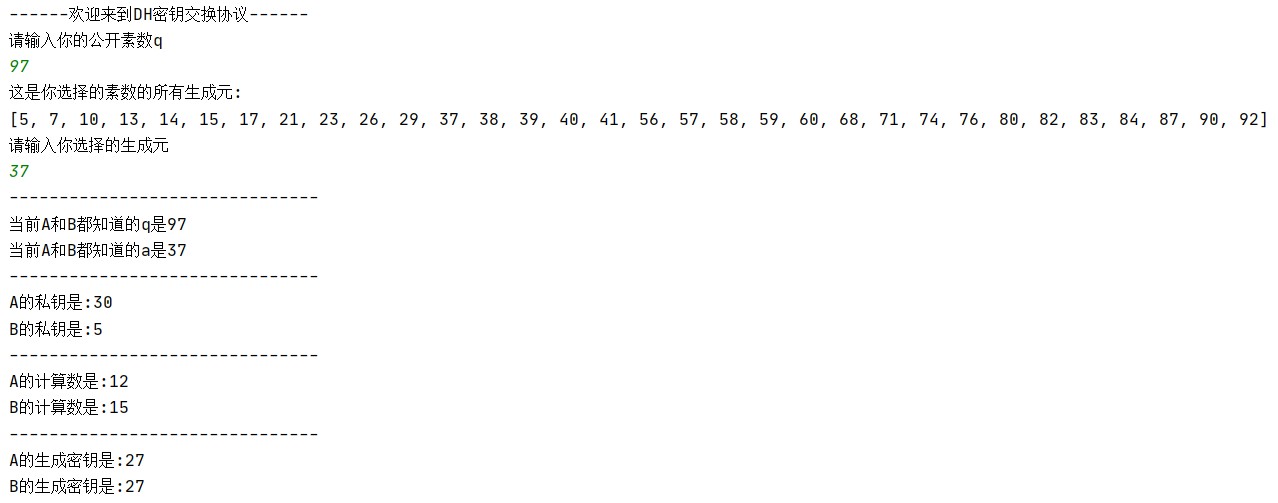 ------欢迎来到DH密钥交换协议------
请输入你的公开素数q
97
这是你选择的素数的所有生成元:
[5, 7, 10, 13, 14, 15, 17, 21, 23, 26, 29, 37, 38, 39, 40, 41, 56, 57, 58, 59, 60, 68, 71, 74, 76, 80, 82, 83, 84, 87, 90, 92]
请输入你选择的生成元
37
-------------------------------
当前A和B都知道的q是97
当前A和B都知道的a是37
-------------------------------
A的私钥是:30
B的私钥是:5
-------------------------------
A的计算数是:12
B的计算数是:15
-------------------------------
A的生成密钥是:27
B的生成密钥是:27